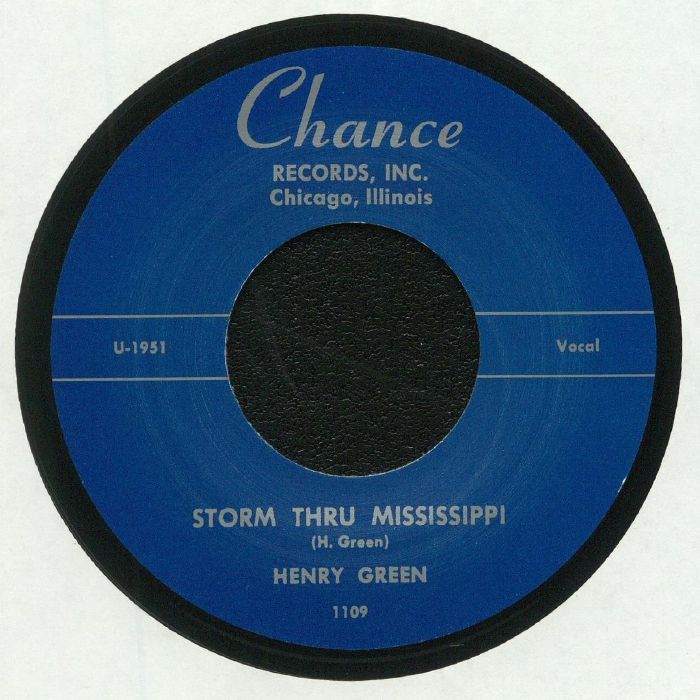 Chance
RECORDS, INC.
Chicago, Illinois
U-1951
Vocal
STORM THRU MISSISSIPPI
(H. Green)
HENRY GREEN
1109